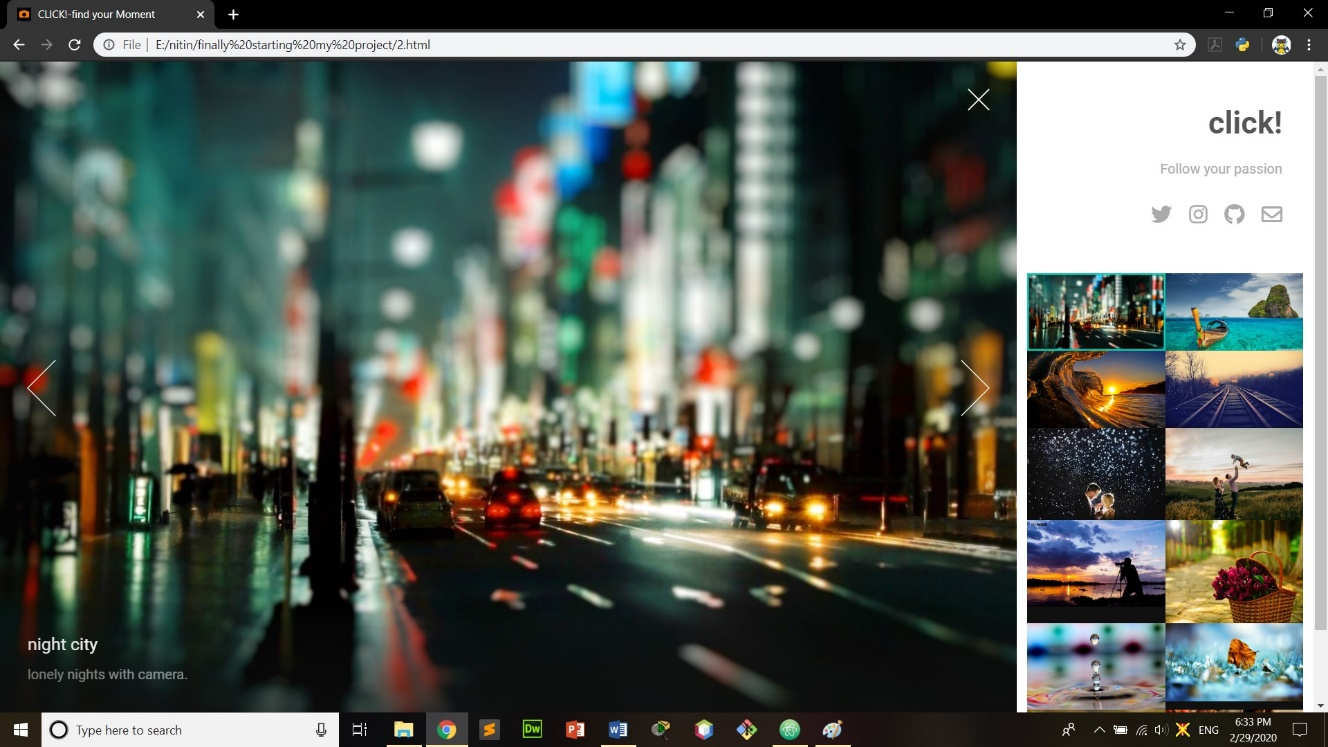 CLICK!-find your Moment
File
E:/nitin/finally%20starting%20my%20project/2.html
click!
Follow your passion
night city
lonely nights with camera.
Type here to search
Dw
ENG
6:33 PM
2/29/2020